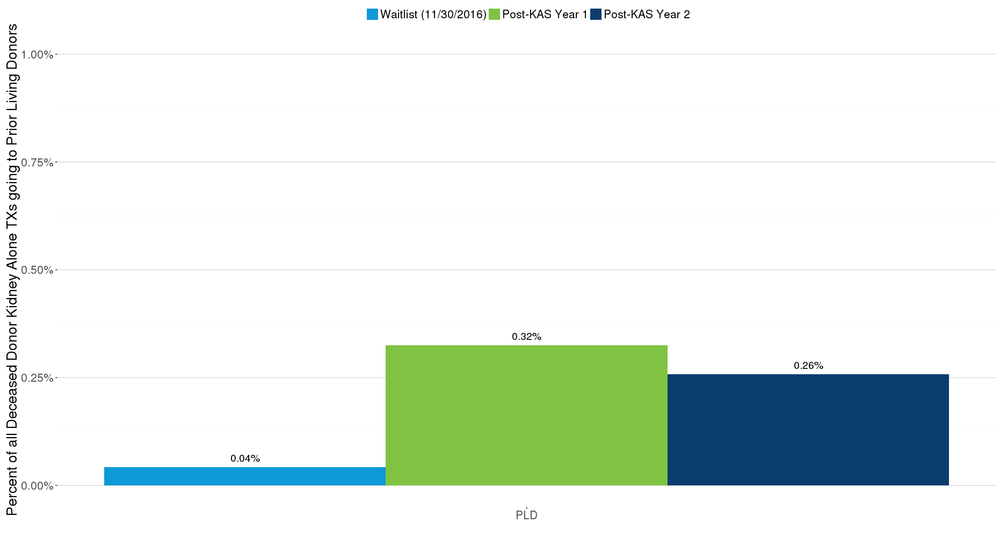 Waitlist (11/30/2016) Post-KAS Year 1 Post-KAS Year 2
Percent of all Deceased Donor Kidney Alone TXs going to Prior Living Donors
1.00%
0.75%
0.50%
0.25%
0.00%
0.04%
0.32%
0.26%
PLD